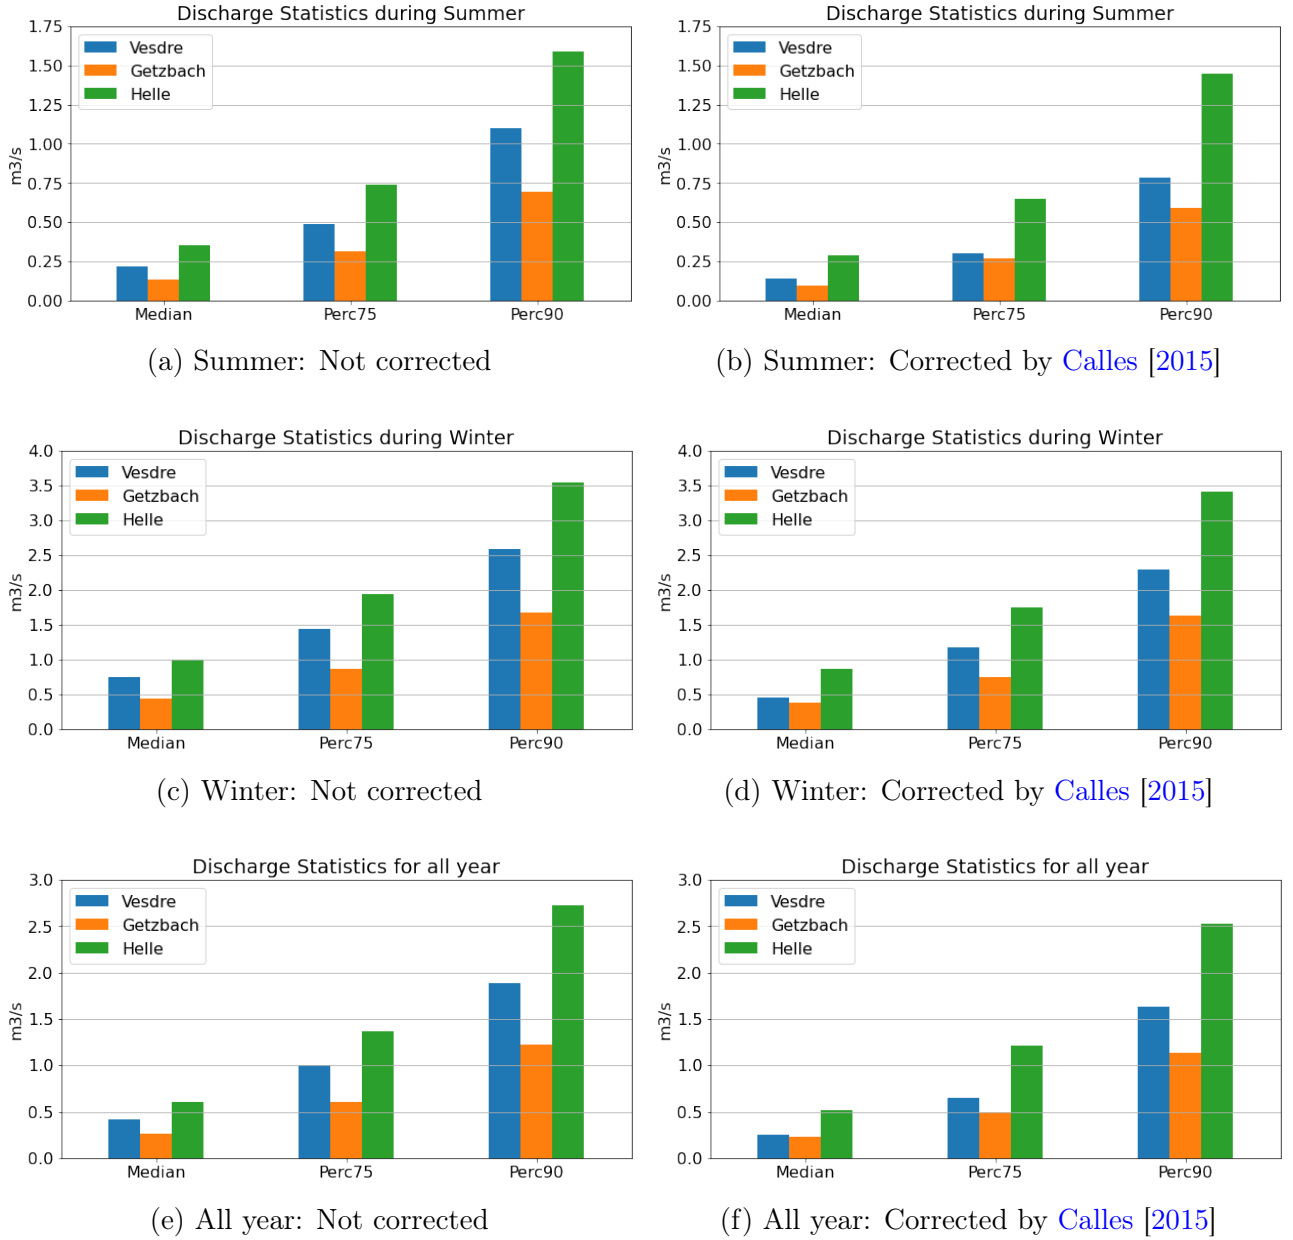 Discharge Statistics during Summer
1.75
1.50
1.25
1.00
0.75
0.50
0.25
0.00
m3/s
Vesdre
Getzbach
Helle
Median Perc75 Perc90
(a) Summer: Not corrected
Discharge Statistics during Summer
1.75
1.50
1.25
1.00
0.75
0.50
0.25
0.00
m3/s
Vesdre
Getzbach
Helle
Median Perc75 Perc90
(b) Summer: Corrected by Calles [2015]
Discharge Statistics during Winter
4.0
3.5
3.0
2.5
2.0
1.5
1.0
0.5
0.0
m3/s
Vesdre
Getzbach
Helle
Median Perc75 Perc90
(c) Winter: Not corrected
Discharge Statistics during Winter
4.0
3.5
3.0
2.5
2.0
1.5
1.0
0.5
0.0
m3/s
Vesdre
Getzbach
Helle
Median Perc75 Perc90
(d) Winter: Corrected by Calles [2015]
Discharge Statistics for all year
3.0
2.5
2.0
1.5
1.0
0.5
0.0
m3/s
Vesdre
Getzbach
Helle
Median Perc75 Perc90
(e) All year: Not corrected
Discharge Statistics for all year
3.0
2.5
2.0
1.5
1.0
0.5
0.0
m3/s
Vesdre
Getzbach
Helle
Median Perc75 Perc90
(f) All year: Corrected by Calles [2015]